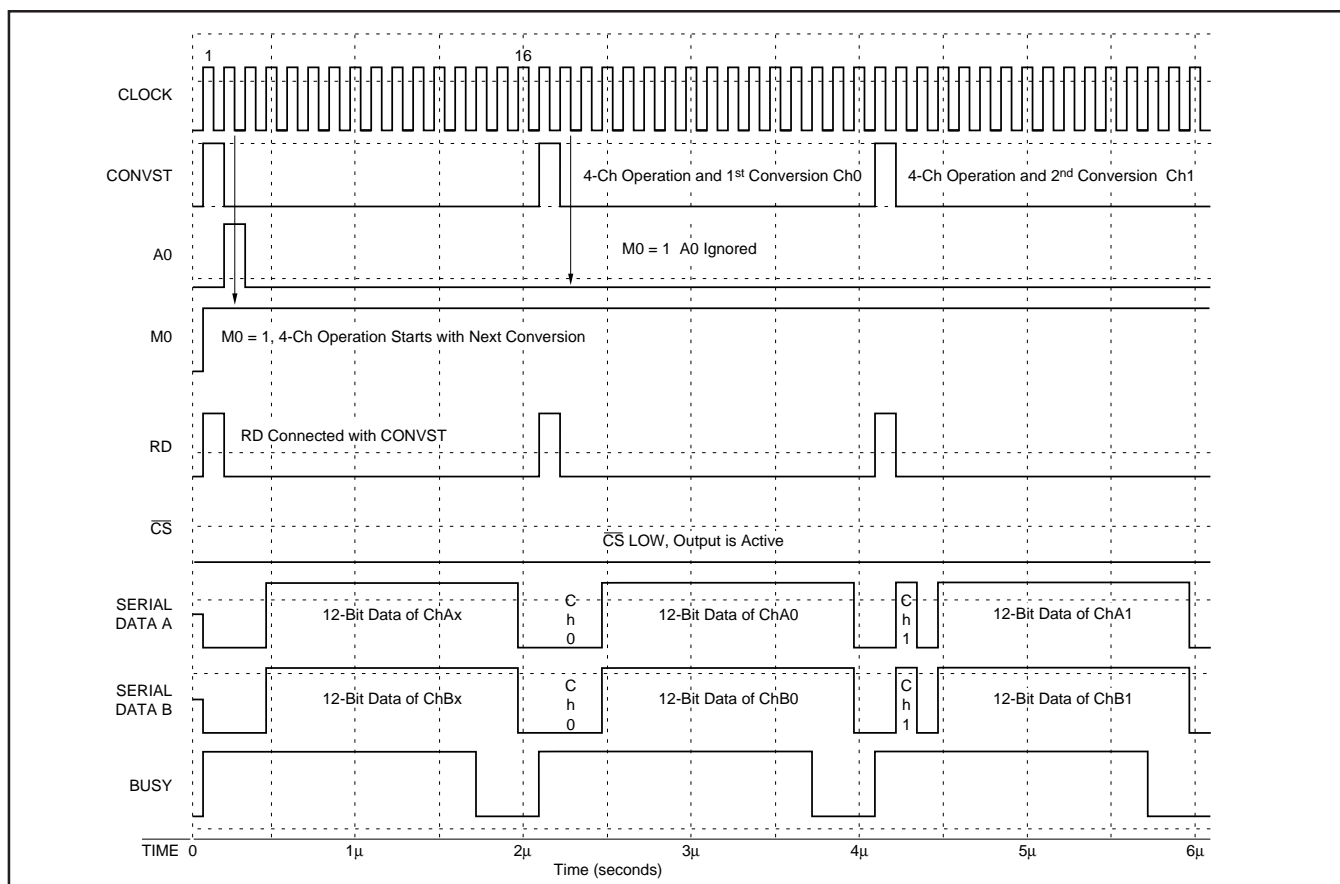 1 16
CLOCK
CONVST
4-Ch Operation and 1st Conversion Ch0
4-Ch Operation and 2nd Conversion Ch1
A0
M0 = 1 A0 Ignored
M0
M0 = 1, 4-Ch Operation Starts with Next Conversion
RD
RD Connected with CONVST
C̅S̅
C̅S̅ LOW, Output is Active
SERIAL
DATA A
12-Bit Data of ChAx
C
h
0
12-Bit Data of ChA0
C
h
1
12-Bit Data of ChA1
SERIAL
DATA B
12-Bit Data of ChBx
C
h
0
12-Bit Data of ChB0
C
h
1
12-Bit Data of ChB1
BUSY
TIME 0 1μ 2μ 3μ 4μ 5μ 6μ
Time (seconds)